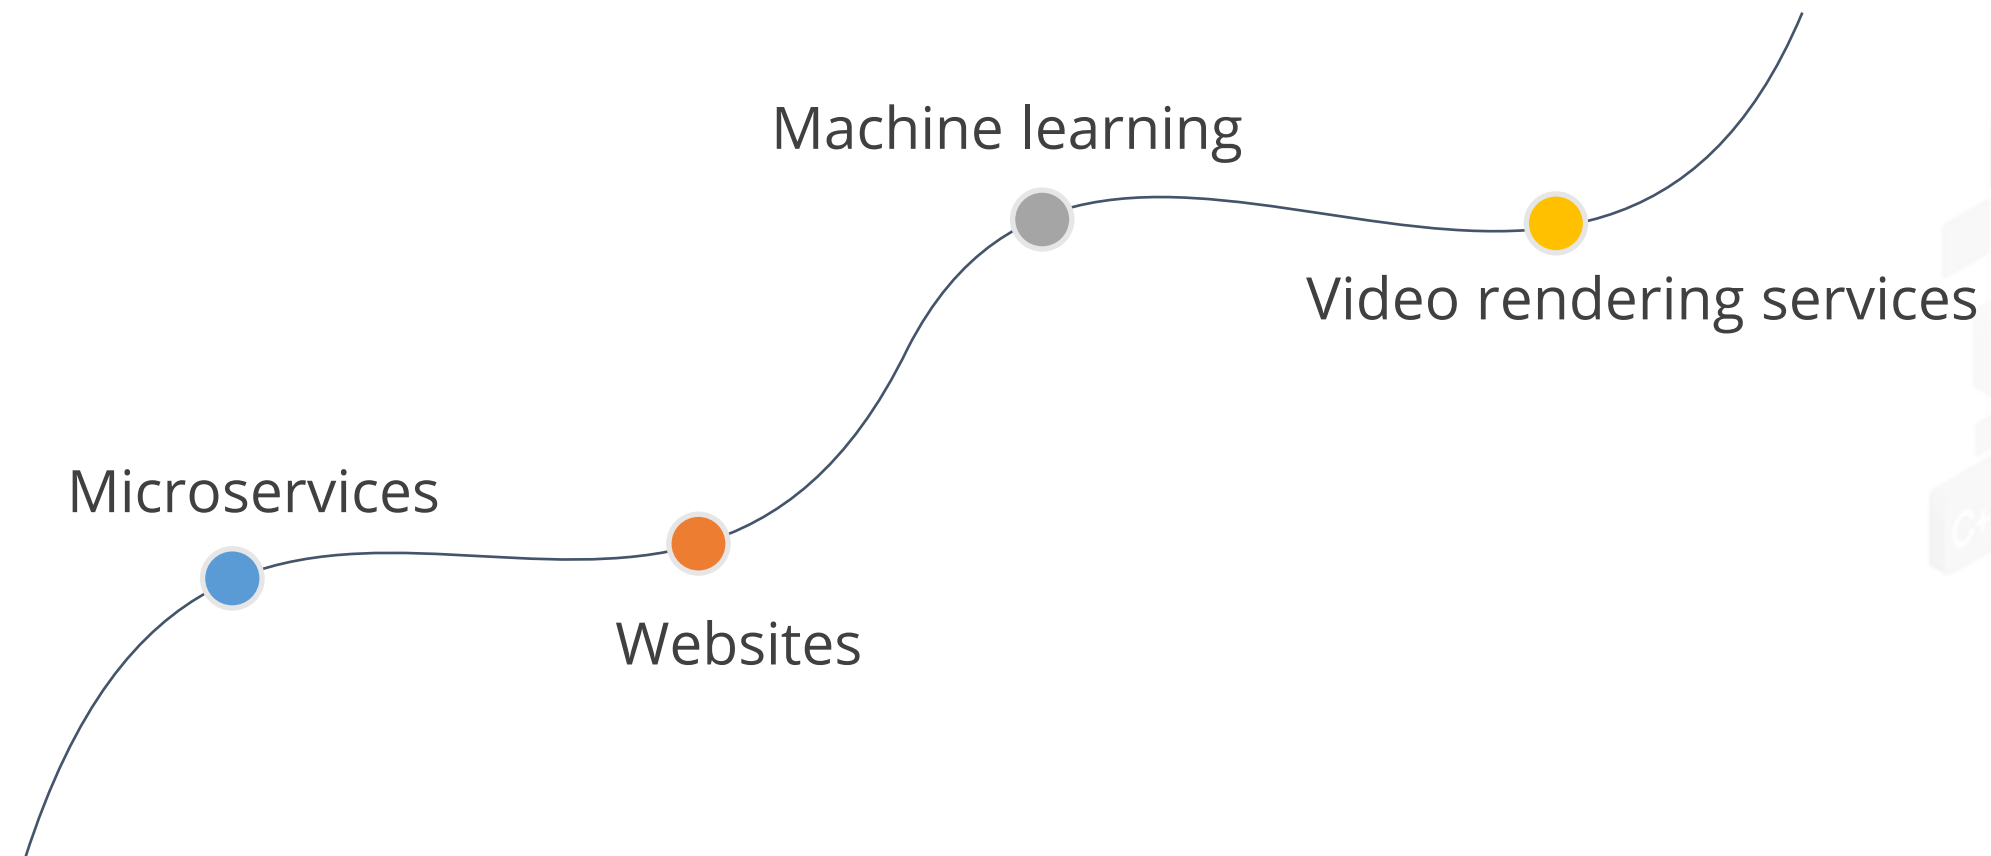 Machine learning
Video rendering services
Microservices
Websites
C+